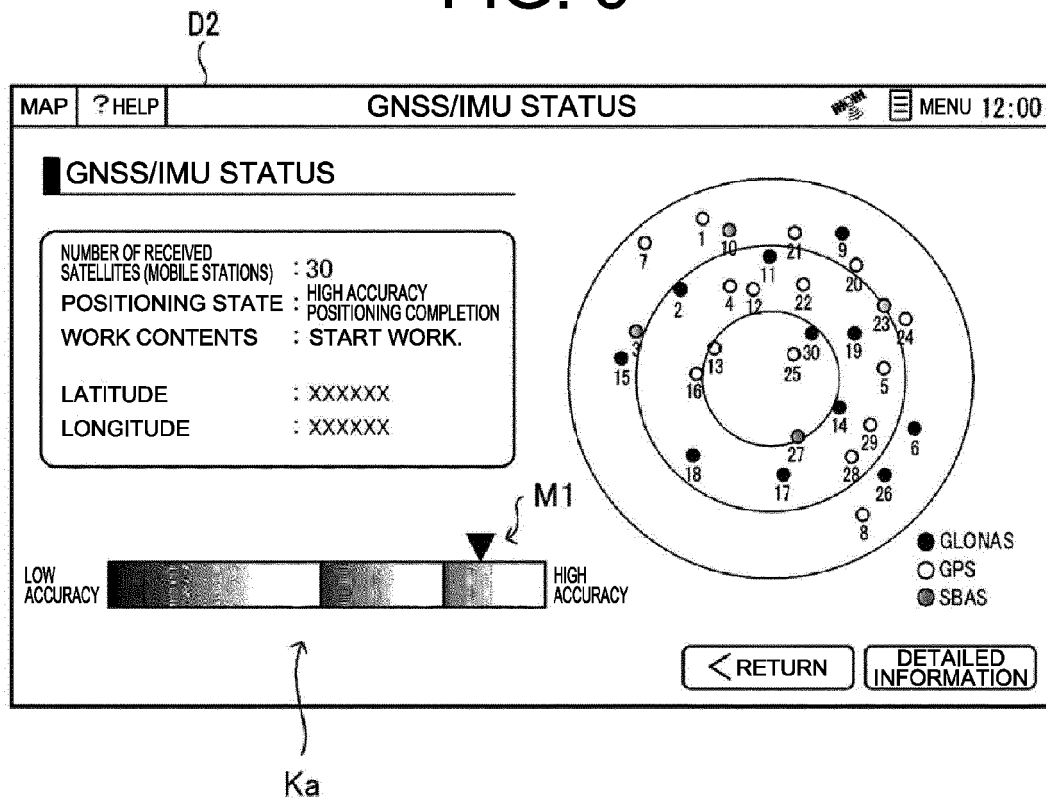 FIG.
D2
MAP
? HELP
GNSS/IMU STATUS
MENU 12:00
GNSS/IMU STATUS
NUMBER OF RECEIVED
SATELLITES (MOBILE STATIONS) : 30
POSITIONING STATE : HIGH ACCURACY
POSITIONING COMPLETION
WORK CONTENTS : START WORK.
LATITUDE : XXXXXX
LONGITUDE : XXXXXX
1
10
21
9
7
11
20
2
4
12
22
23
24
3
15
13
30
19
25
5
16
14
29
6
27
28
18
17
26
8
GLONAS
GPS
SBAS
M1
LOW
ACCURACY
HIGH
ACCURACY
< RETURN
DETAILED
INFORMATION
Ka